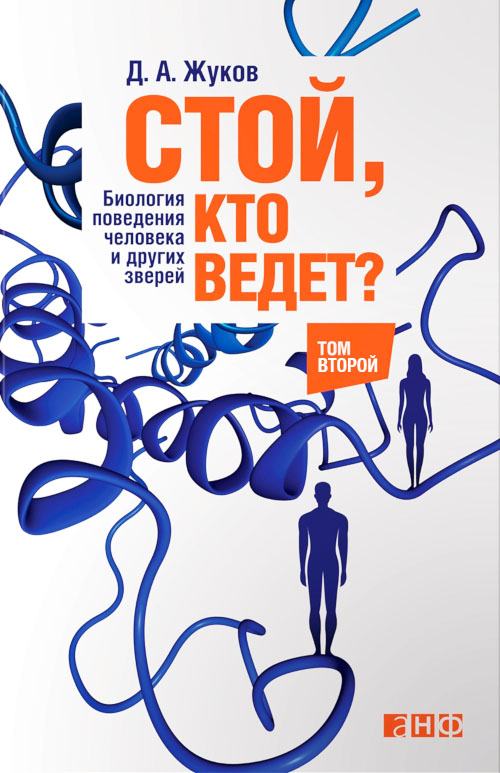 Д. А. Жуков
СТОЙ,
КТО
ВЕДЕТ?
Биология
поведения
человека
и других
зверей
ТОМ
ВТОРОЙ
анф